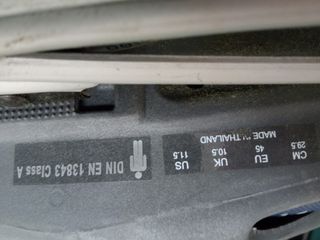 CM EU UK US
29.5 45 10.5 11.5
MADE IN THAILAND
DIN EN 13843 Class A